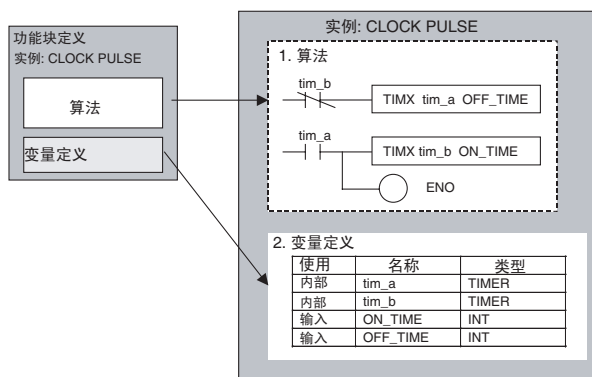 功能块定义
实例: CLOCK PULSE
算法
变量定义
实例: CLOCK PULSE
1. 算法
tim_b
TIMX tim_a OFF_TIME
tim_a
TIMX tim_b ON_TIME
ENO
2. 变量定义
使用 名称 类型
内部 tim_a TIMER
内部 tim_b TIMER
输入 ON_TIME INT
输入 OFF_TIME INT